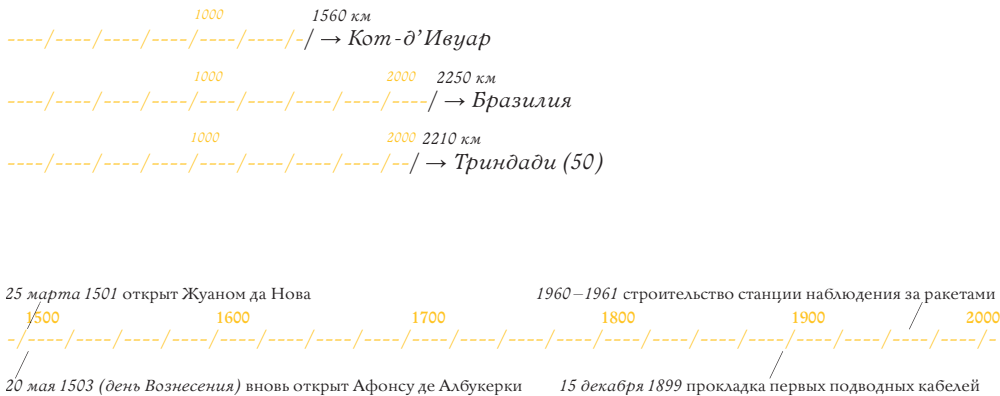 1000 1560 км
----/----/----/----/----/----/----/-/ → Кот-д’Ивуар
1000 2000 2250 км
----/----/----/----/----/----/----/----/----/ → Бразилия
1000 2000 2210 км
----/----/----/----/----/----/----/----/--/ → Триндади (50)
25 марта 1501 открыт Жуаном да Нова 1960–1961 строительство станции наблюдения за ракетами
1500 1600 1700 1800 1900 2000
20 мая 1503 (день Вознесения) вновь открыт Афонсу де Албукерки 15 декабря 1899 прокладка первых подводных кабелей